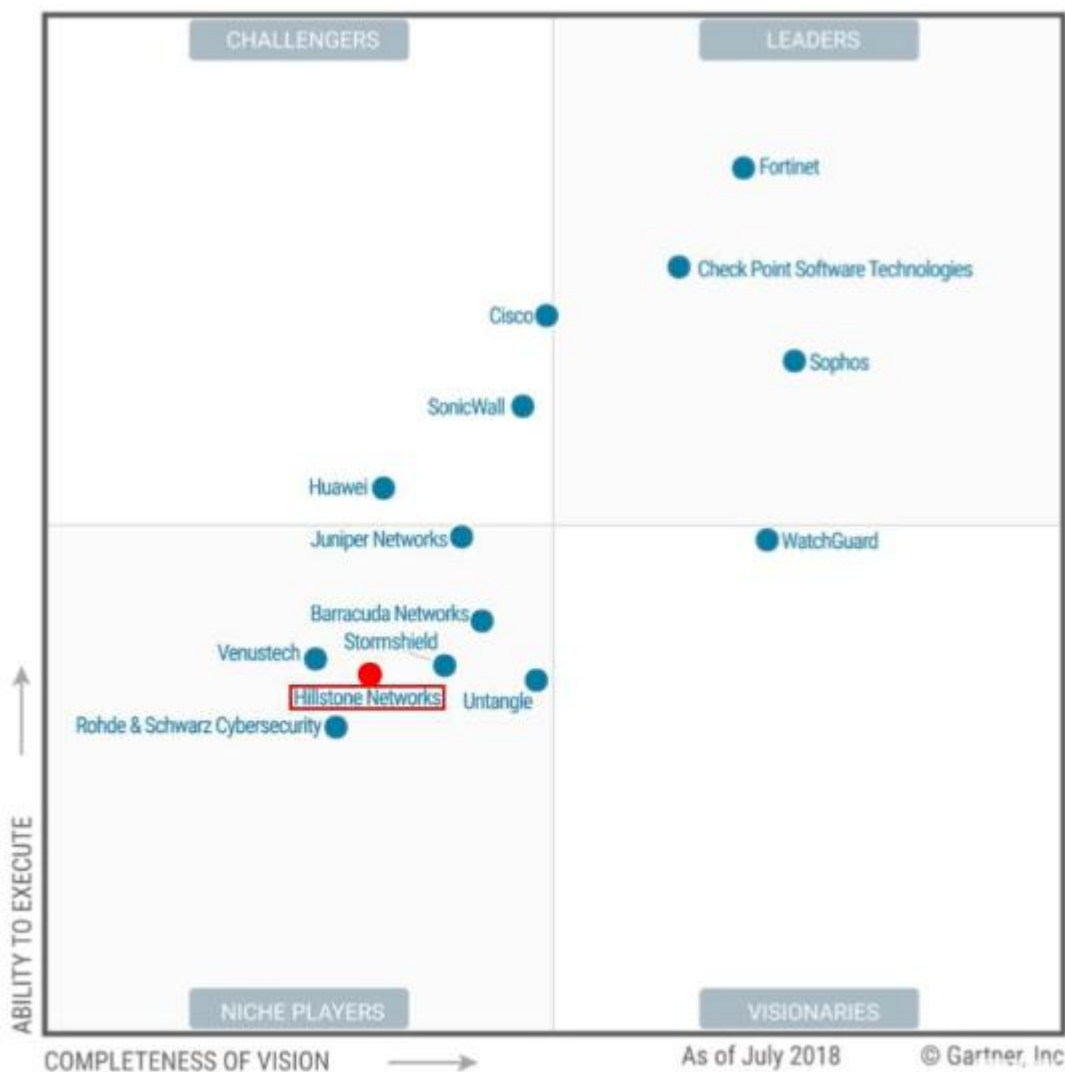 CHALLENGERS
LEADERS
Fortinet
Check Point Software Technologies
Cisco
Sophos
SonicWall
Huawei
Juniper Networks
WatchGuard
Barracuda Networks
Stormshield
Venustech
Hillstone Networks
Untangle
Rohde & Schwarz Cybersecurity
ABILITY TO EXECUTE
NICHE PLAYERS
VISIONARIES
COMPLETENESS OF VISION
As of July 2018
© Gartner, Inc